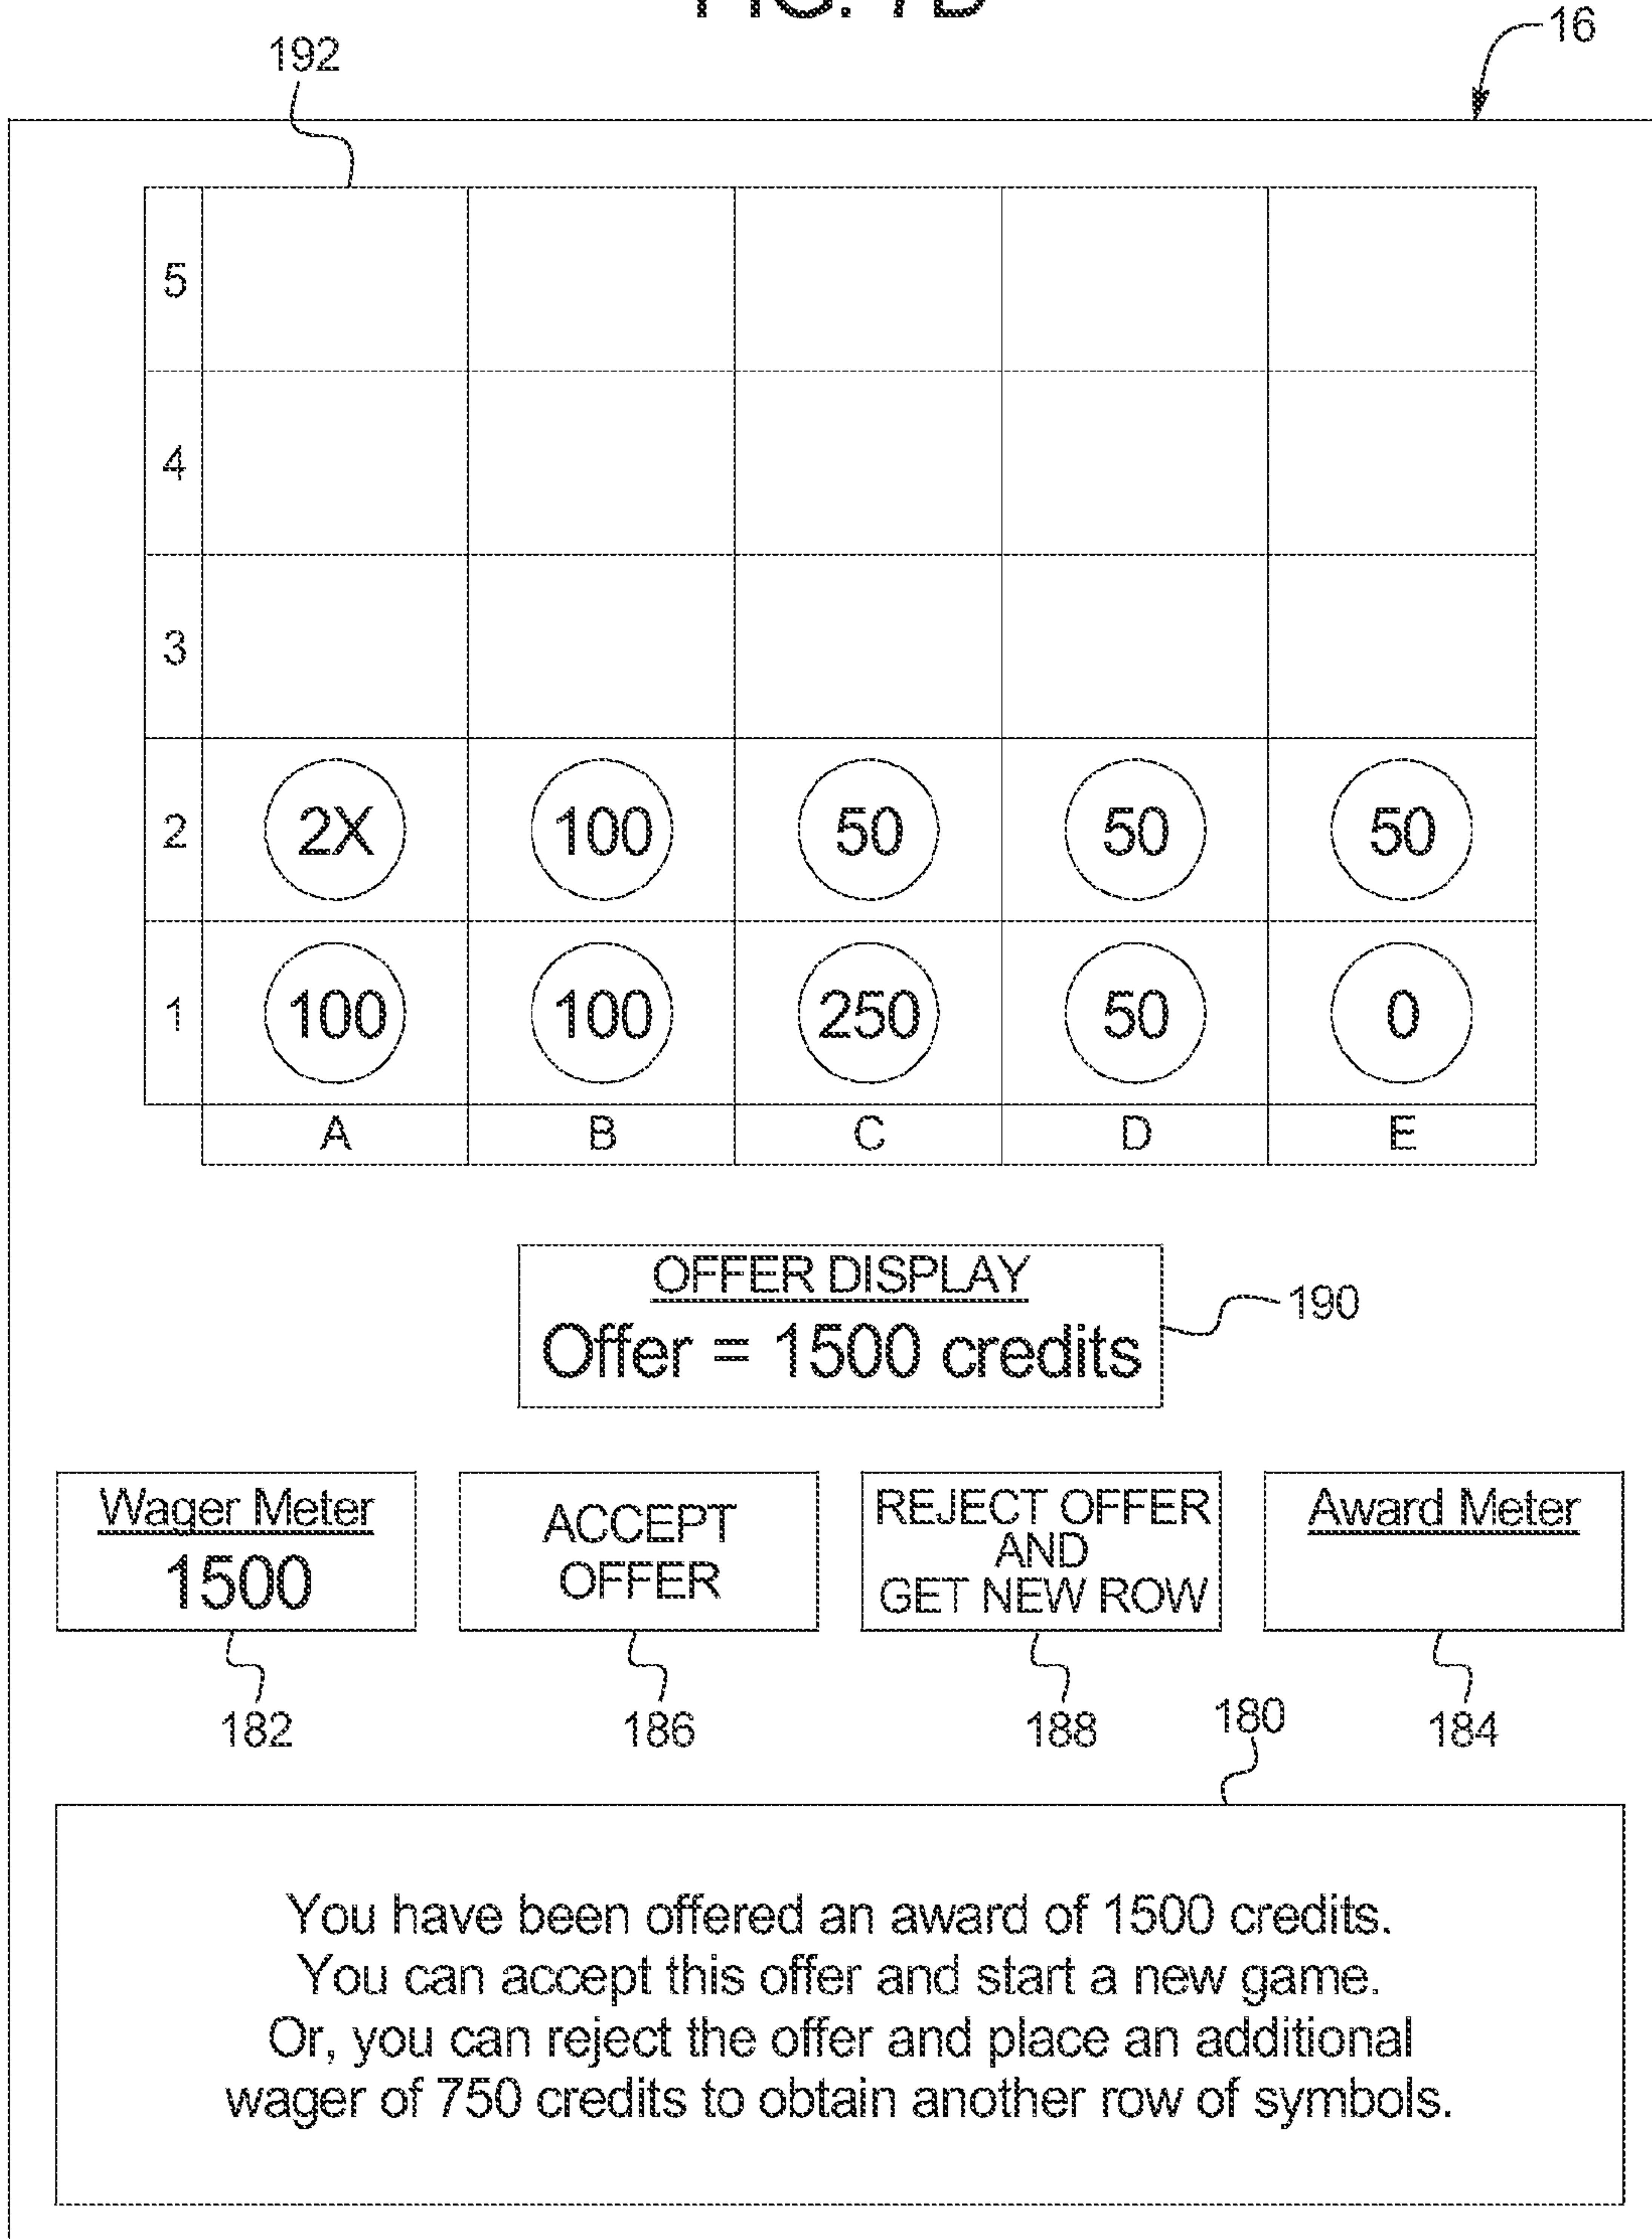 16
192
5
4
3
2 2X 100 50 50 50
1 100 100 250 50 0
A B C D E
OFFER DISPLAY
Offer = 1500 credits
190
Wager Meter
1500
ACCEPT
OFFER
REJECT OFFER
AND
GET NEW ROW
Award Meter
182
186
188
180
184
You have been offered an award of 1500 credits.
You can accept this offer and start a new game.
Or, you can reject the offer and place an additional
wager of 750 credits to obtain another row of symbols.